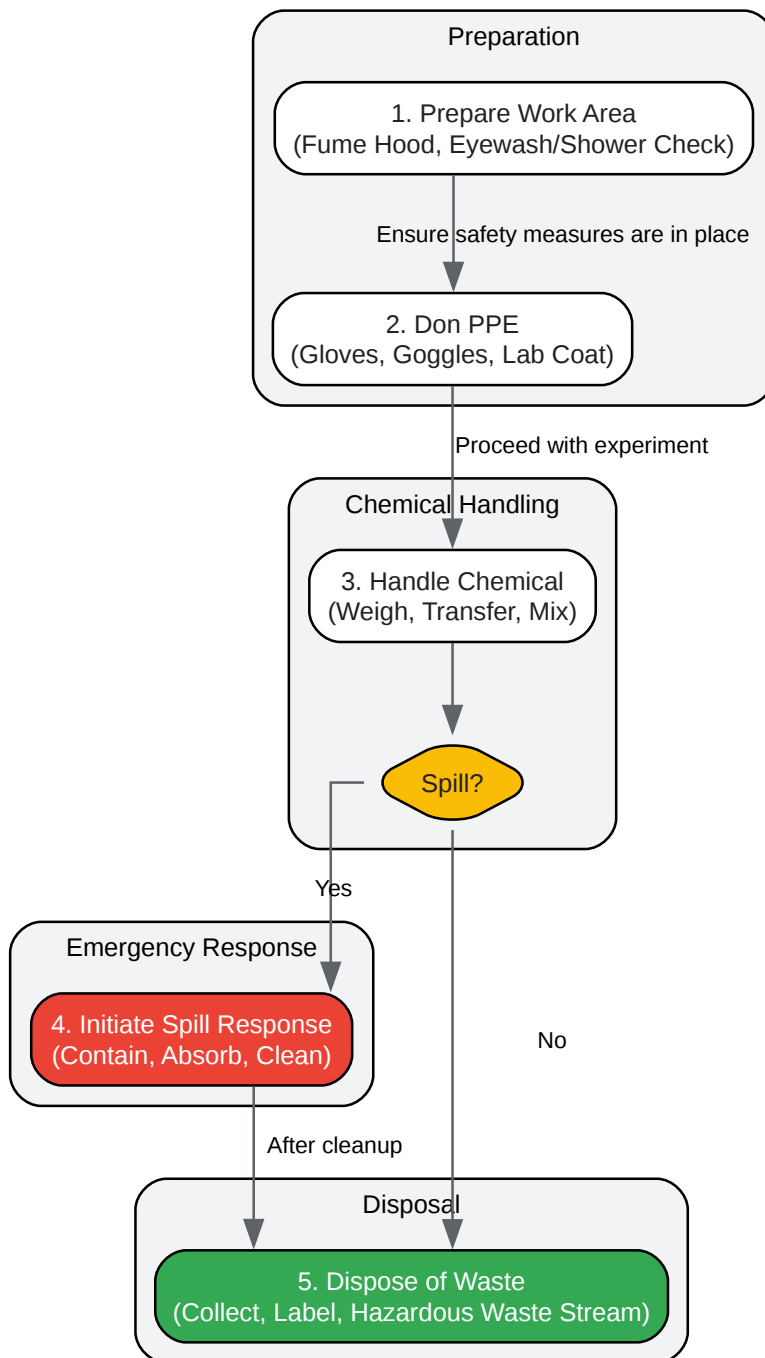 Preparation
1. Prepare Work Area
(Fume Hood, Eyewash/Shower Check)
Ensure safety measures are in place
2. Don PPE
(Gloves, Goggles, Lab Coat)
Proceed with experiment
Chemical Handling
3. Handle Chemical
(Weigh, Transfer, Mix)
Spill?
Yes
Emergency Response
4. Initiate Spill Response
(Contain, Absorb, Clean)
No
After cleanup
Disposal
5. Dispose of Waste
(Collect, Label, Hazardous Waste Stream)